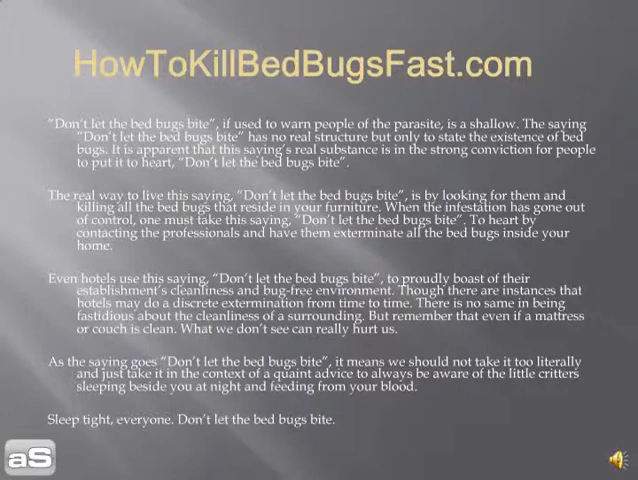 HowToKillBedBugsFast.com
"Don't let the bed bugs bite", if used to warn people of the parasite, is a shallow. The saying
"Don't let the bed bugs bite" has no real structure but only to state the existence of bed
bugs. It is apparent that this saying's real substance is in the strong conviction for people
to put it to heart, "Don't let the bed bugs bite".
The real way to live this saying, "Don't let the bed bugs bite", is by looking for them and
killing all the bed bugs that reside in your furniture. When the infestation has gone out
of control, one must take this saying, "Don't let the bed bugs bite". To heart by
contacting the professionals and have them exterminate all the bed bugs inside your
home.
Even hotels use this saying, "Don't let the bed bugs bite", to proudly boast of their
establishment's cleanliness and bug-free environment. Though there are instances that
hotels may do a discrete extermination from time to time. There is no same in being
fastidious about the cleanliness of a surrounding. But remember that even if a mattress
or couch is clean. What we don't see can really hurt us.
As the saying goes "Don't let the bed bugs bite", it means we should not take it too literally
and just take it in the context of a quaint advice to always be aware of the little critters
sleeping beside you at night and feeding from your blood.
Sleep tight, everyone. Don't let the bed bugs bite.
aS